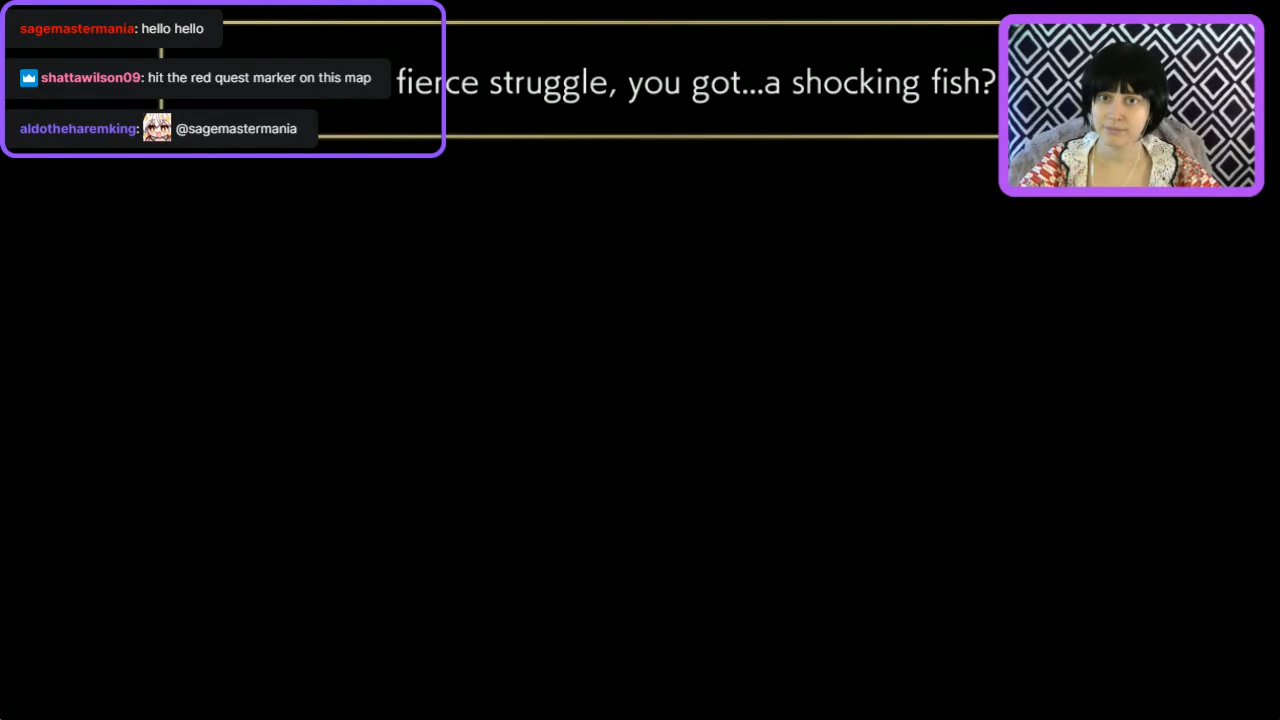 sagemastermania: hello hello
shattawilson09: hit the red quest marker on this map
aldotheharemking: @sagemastermania
fierce struggle, you got...a shocking fish?